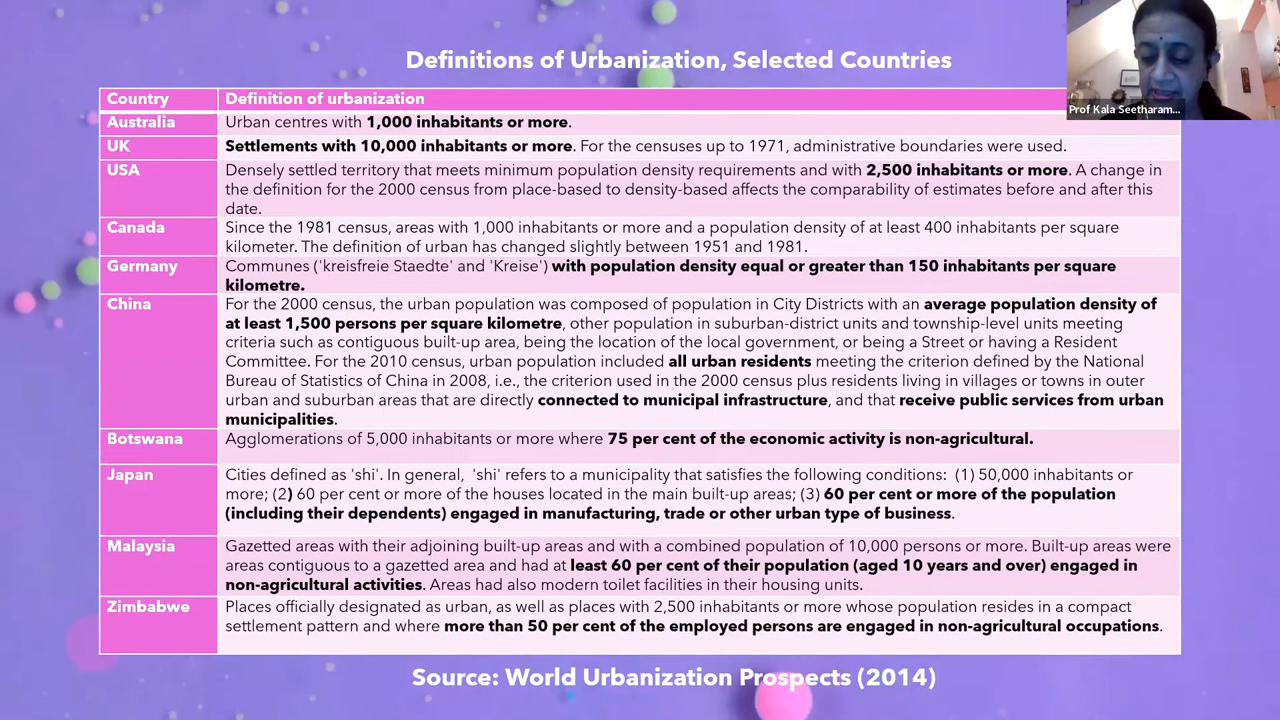 Definitions of Urbanization, Selected Countries
Prof Kala Seetharam...
Country Definition of urbanization
Australia Urban centres with 1,000 inhabitants or more.
UK Settlements with 10,000 inhabitants or more. For the censuses up to 1971, administrative boundaries were used.
USA Densely settled territory that meets minimum population density requirements and with 2,500 inhabitants or more. A change in
the definition for the 2000 census from place-based to density-based affects the comparability of estimates before and after this
date.
Canada Since the 1981 census, areas with 1,000 inhabitants or more and a population density of at least 400 inhabitants per square
kilometer. The definition of urban has changed slightly between 1951 and 1981.
Germany Communes ('kreisfreie Staedte' and 'Kreise') with population density equal or greater than 150 inhabitants per square
kilometre.
China For the 2000 census, the urban population was composed of population in City Districts with an average population density of
at least 1,500 persons per square kilometre, other population in suburban-district units and township-level units meeting
criteria such as contiguous built-up area, being the location of the local government, or being a Street or having a Resident
Committee. For the 2010 census, urban population included all urban residents meeting the criterion defined by the National
Bureau of Statistics of China in 2008, i.e., the criterion used in the 2000 census plus residents living in villages or towns in outer
urban and suburban areas that are directly connected to municipal infrastructure, and that receive public services from urban
municipalities.
Botswana Agglomerations of 5,000 inhabitants or more where 75 per cent of the economic activity is non-agricultural.
Japan Cities defined as 'shi'. In general, 'shi' refers to a municipality that satisfies the following conditions: (1) 50,000 inhabitants or
more; (2) 60 per cent or more of the houses located in the main built-up areas; (3) 60 per cent or more of the population
(including their dependents) engaged in manufacturing, trade or other urban type of business.
Malaysia Gazetted areas with their adjoining built-up areas and with a combined population of 10,000 persons or more. Built-up areas were
areas contiguous to a gazetted area and had at least 60 per cent of their population (aged 10 years and over) engaged in
non-agricultural activities. Areas had also modern toilet facilities in their housing units.
Zimbabwe Places officially designated as urban, as well as places with 2,500 inhabitants or more whose population resides in a compact
settlement pattern and where more than 50 per cent of the employed persons are engaged in non-agricultural occupations.
Source: World Urbanization Prospects (2014)